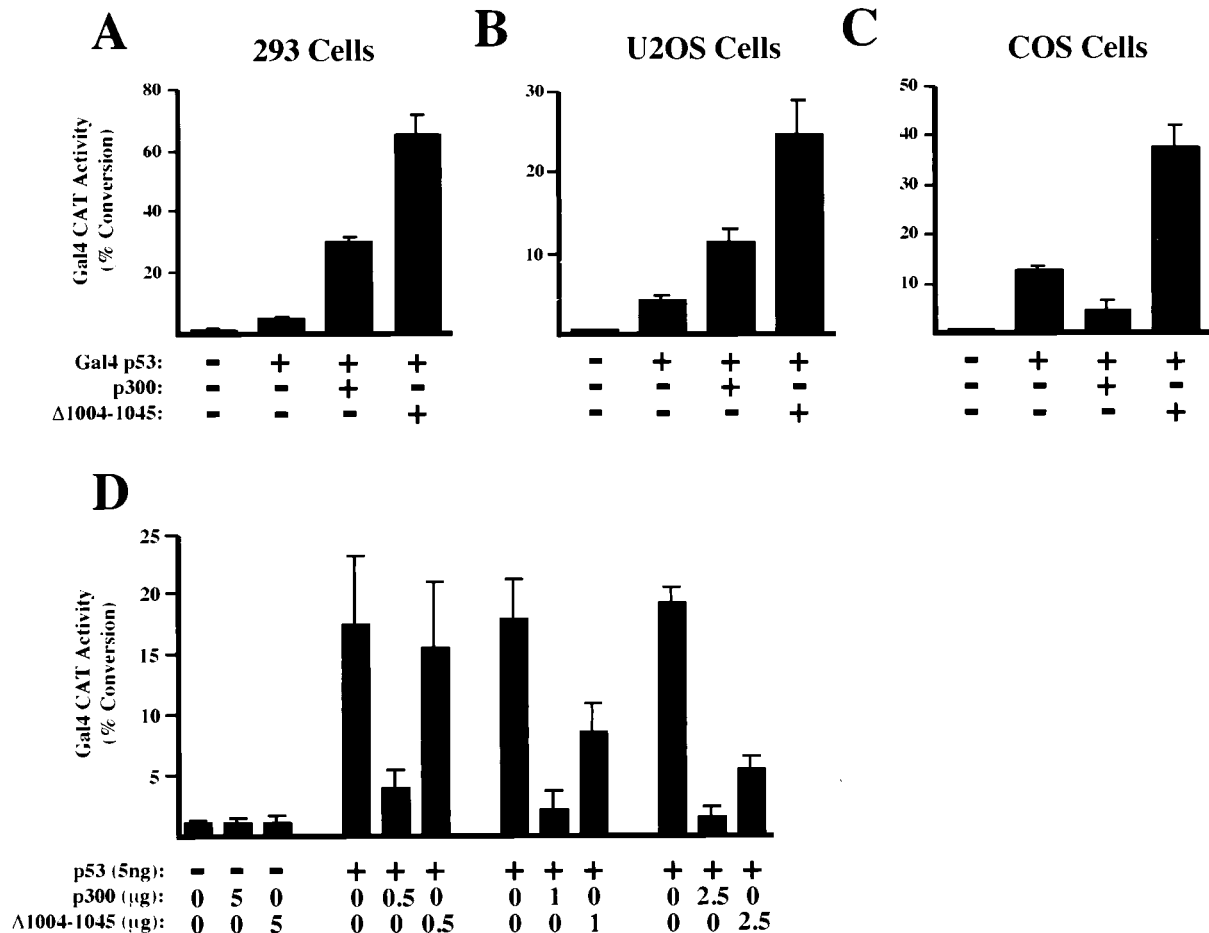 A
293 Cells
B
U2OS Cells
C
COS Cells
Gal4 CAT Activity
(% Conversion)
80
60
40
20
30
20
10
50
40
30
20
10
Gal4 p53: - + + +
p300: - - + -
Δ1004-1045: - - - +
- + + +
- - + -
- - - +
- + + +
- - + -
- - - +
D
Gal4 CAT Activity
(% Conversion)
25
20
15
10
5
p53 (5ng): - - - + + + + + + + + +
p300 (µg): 0 5 0 0 0.5 0 0 1 0 0 2.5 0
Δ1004-1045 (µg): 0 0 5 0 0 0.5 0 0 1 0 0 2.5